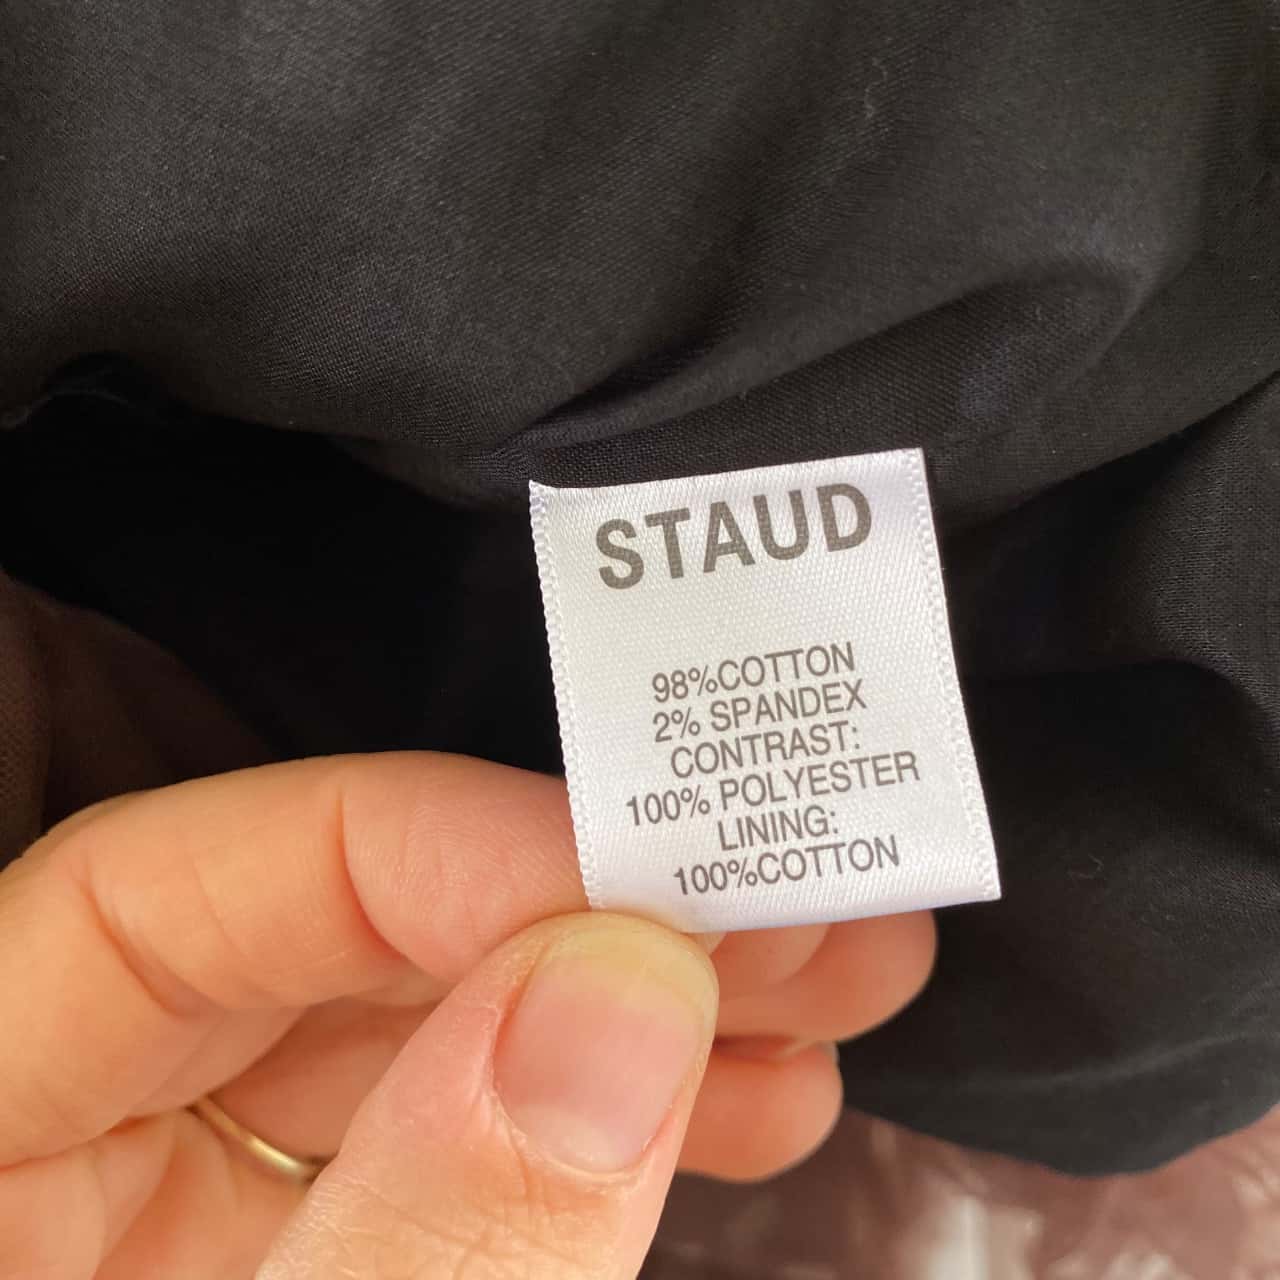 STAUD
98%COTTON
2% SPANDEX
CONTRAST:
100% POLYESTER
LINING:
100%COTTON